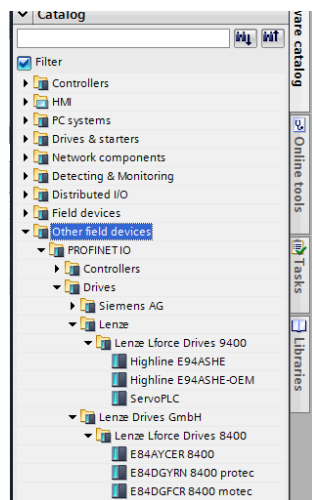 Catalog
Filter
Controllers
HMI
PC systems
Drives & starters
Network components
Detecting & Monitoring
Distributed I/O
Field devices
Other field devices
PROFINET IO
Controllers
Drives
Siemens AG
Lenze
Lenze Lforce Drives 9400
Highline E94ASHE
Highline E94ASHE-OEM
ServoPLC
Lenze Drives GmbH
Lenze Lforce Drives 8400
E84AYCER 8400
E84DGYRN 8400 protec
E84DGFCR 8400 motec
ware catalog
Online tools
Tasks
Libraries